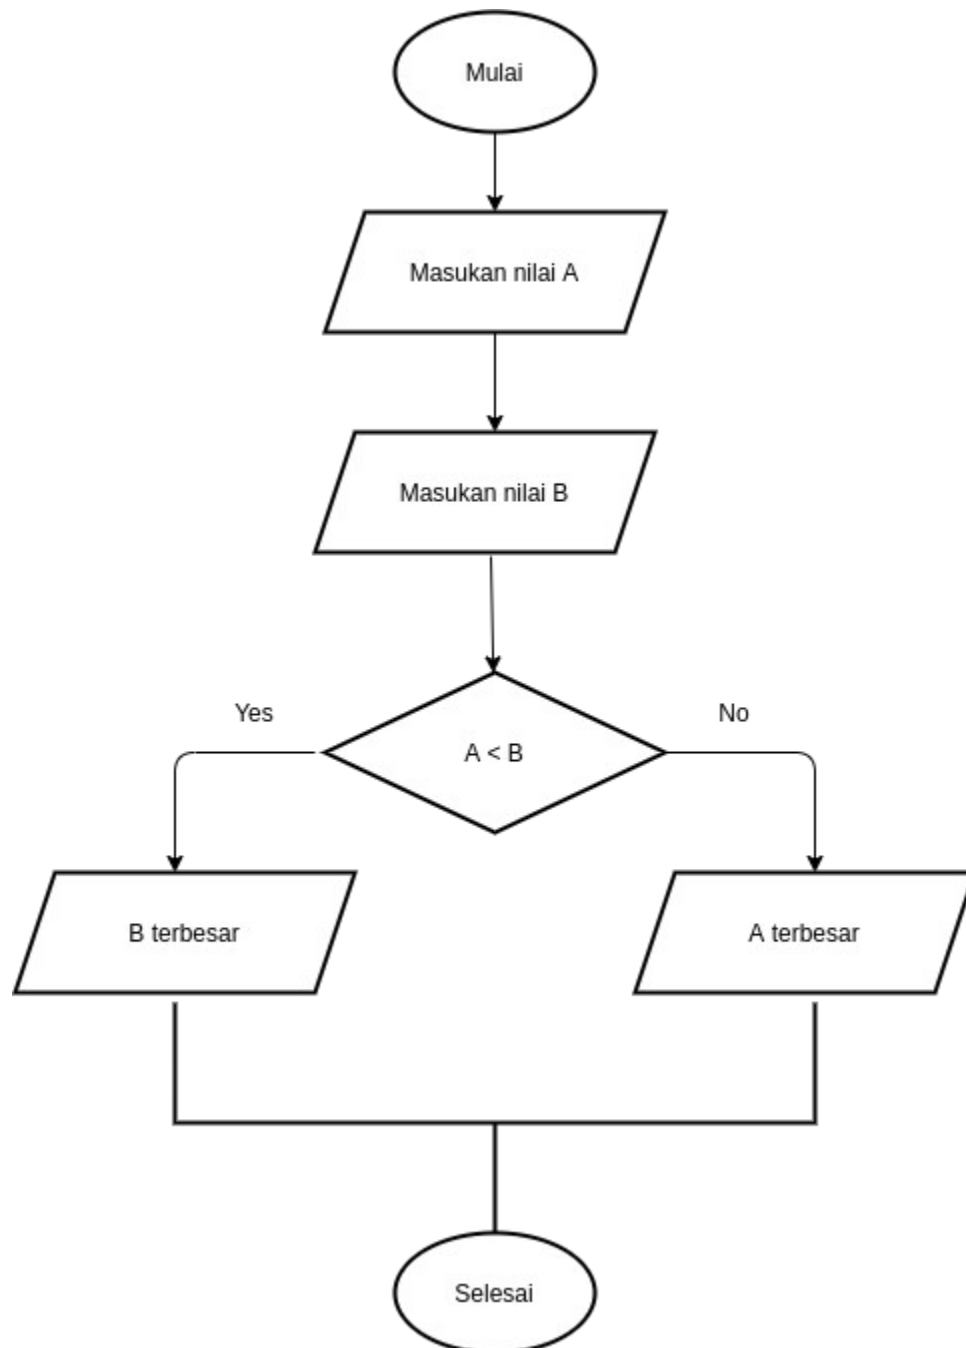 Mulai
Masukan nilai A
Masukan nilai B
Yes
No
A < B
B terbesar
A terbesar
Selesai